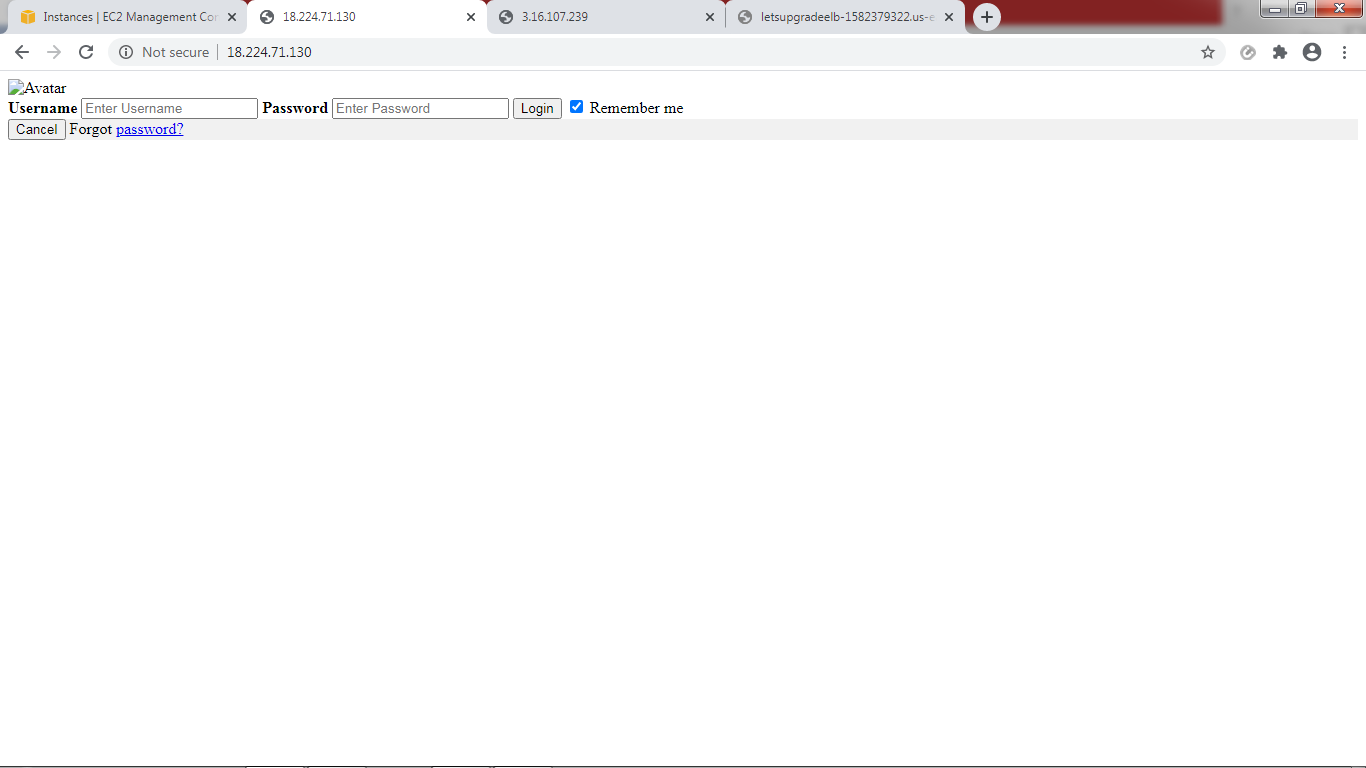 Instances | EC2 Management Con
18.224.71.130
3.16.107.239
letsupgradeelb-1582379322.us-e
Not secure
18.224.71.130
Avatar
Username Enter Username Password Enter Password Login Remember me
Cancel Forgot password?